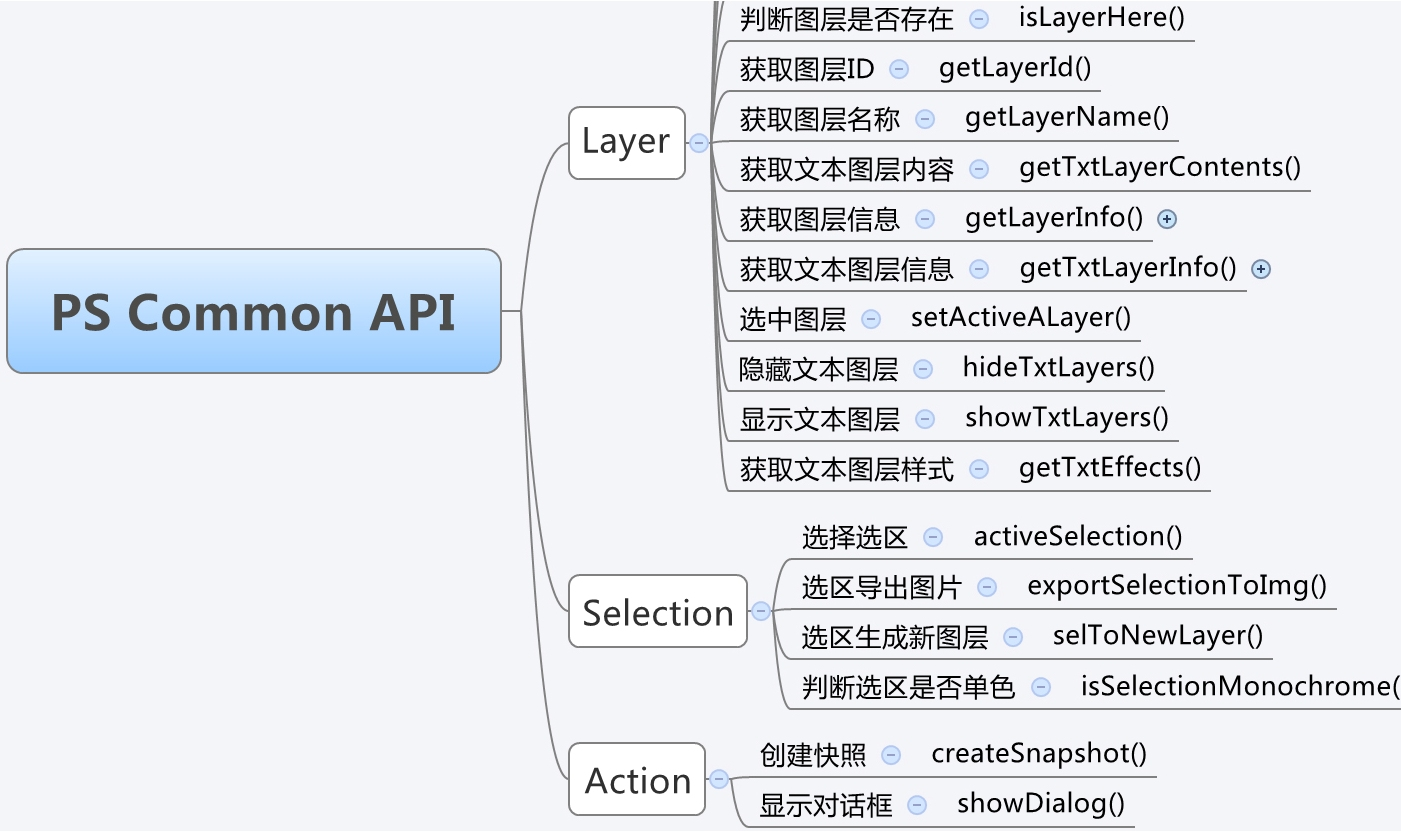 PS Common API
Layer
判断图层是否存在 isLayerHere()
获取图层ID getLayerId()
获取图层名称 getLayerName()
获取文本图层内容 getTxtLayerContents()
获取图层信息 getLayerInfo()
获取文本图层信息 getTxtLayerInfo()
选中图层 setActiveALayer()
隐藏文本图层 hideTxtLayers()
显示文本图层 showTxtLayers()
获取文本图层样式 getTxtEffects()
Selection
选择选区 activeSelection()
选区导出图片 exportSelectionToImg()
选区生成新图层 selToNewLayer()
判断选区是否单色 isSelectionMonochrome(
Action
创建快照 createSnapshot()
显示对话框 showDialog()